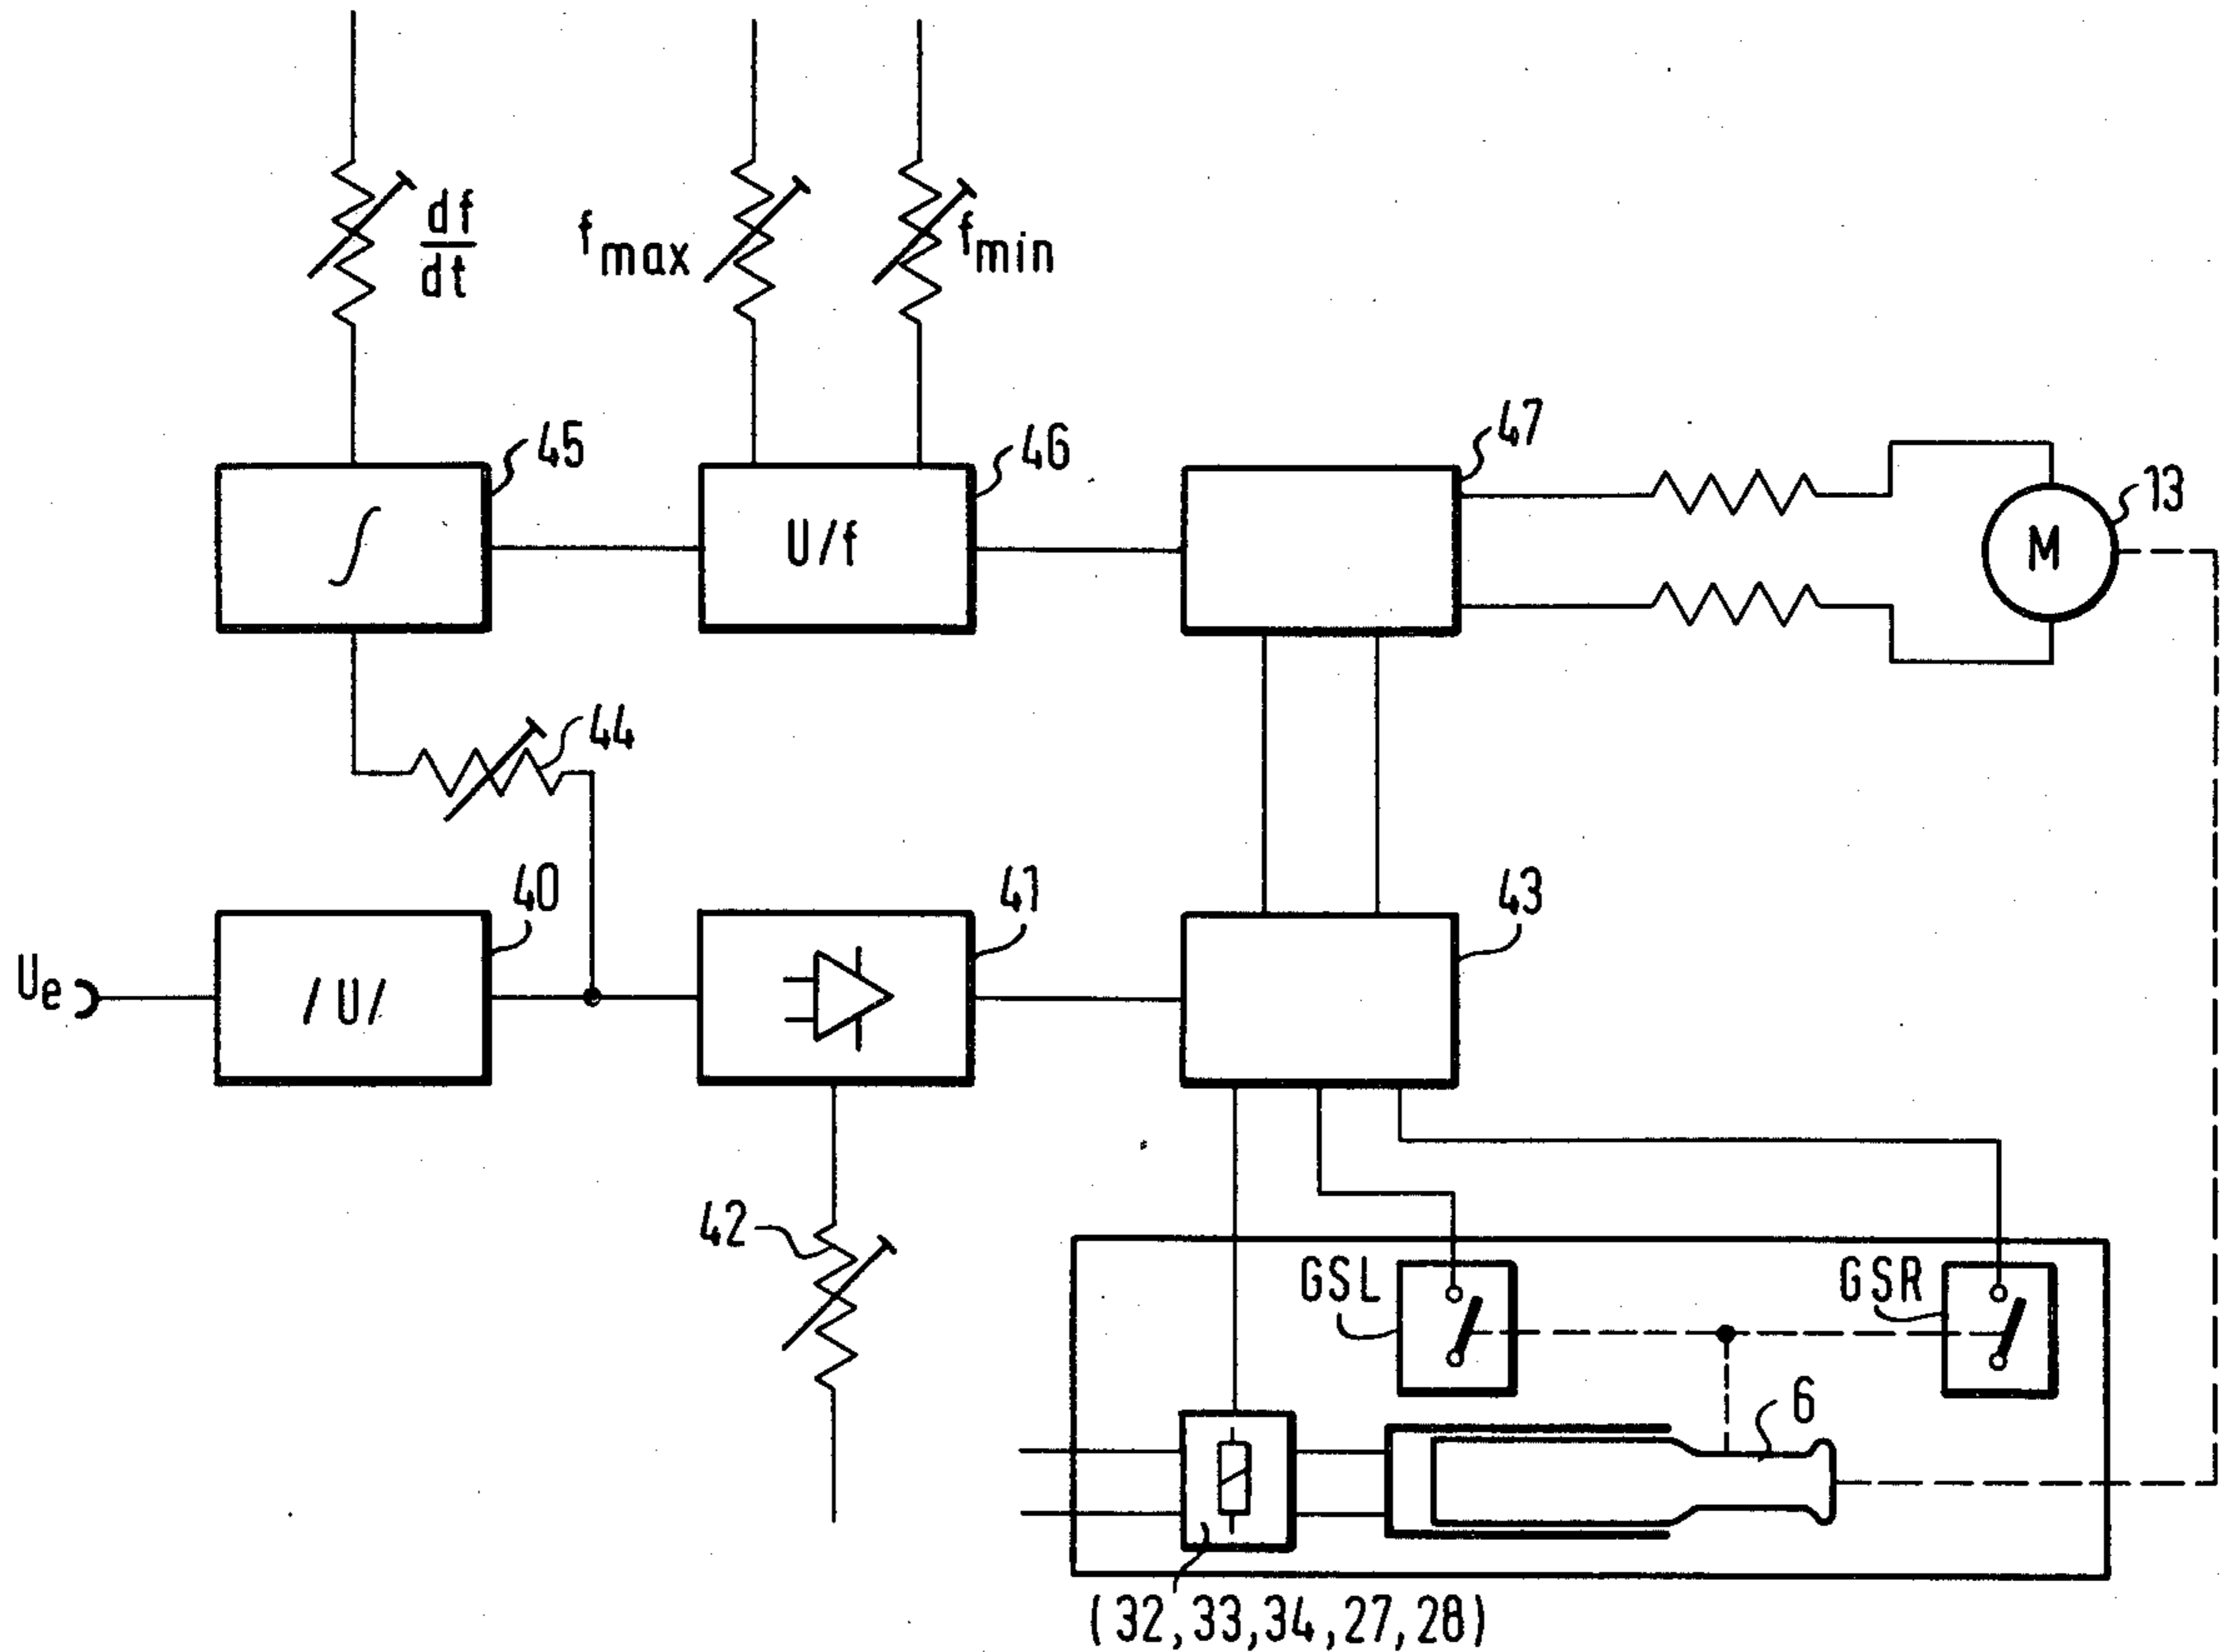 df
dt
fmax
fmin
45
46
47
13
∫
U/f
M
44
40
41
43
Ue
/U/
42
GSL
GSR
6
(32,33,34,27,28)